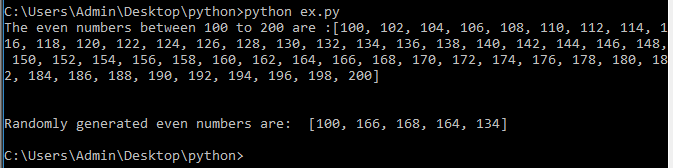 C:\Users\Admin\Desktop\python>python ex.py
The even numbers between 100 to 200 are :[100, 102, 104, 106, 108, 110, 112, 114, 1
16, 118, 120, 122, 124, 126, 128, 130, 132, 134, 136, 138, 140, 142, 144, 146, 148,
 150, 152, 154, 156, 158, 160, 162, 164, 166, 168, 170, 172, 174, 176, 178, 180, 18
2, 184, 186, 188, 190, 192, 194, 196, 198, 200]
Randomly generated even numbers are:  [100, 166, 168, 164, 134]
C:\Users\Admin\Desktop\python>